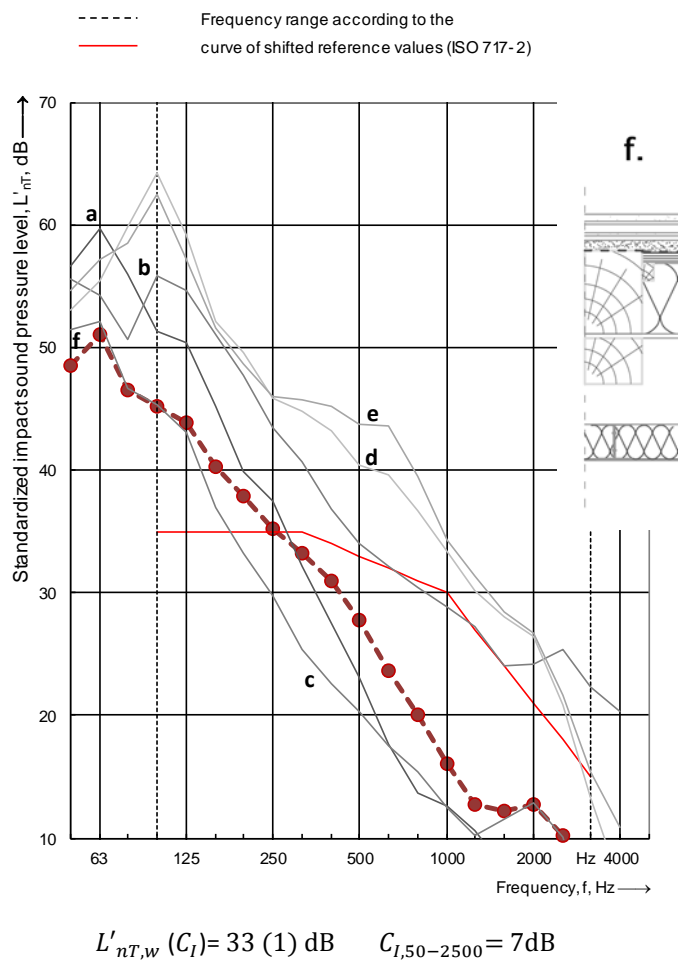 Frequency range according to the
curve of shifted reference values (ISO 717-2)
Standardized impact sound pressure level, L'nT, dB
70
60
50
40
30
20
10
a
b
f
e
d
c
f.
63
125
250
500
1000
2000
Hz
4000
Frequency, f, Hz
L'nT,w (CI)= 33 (1) dB CI,50−2500= 7dB